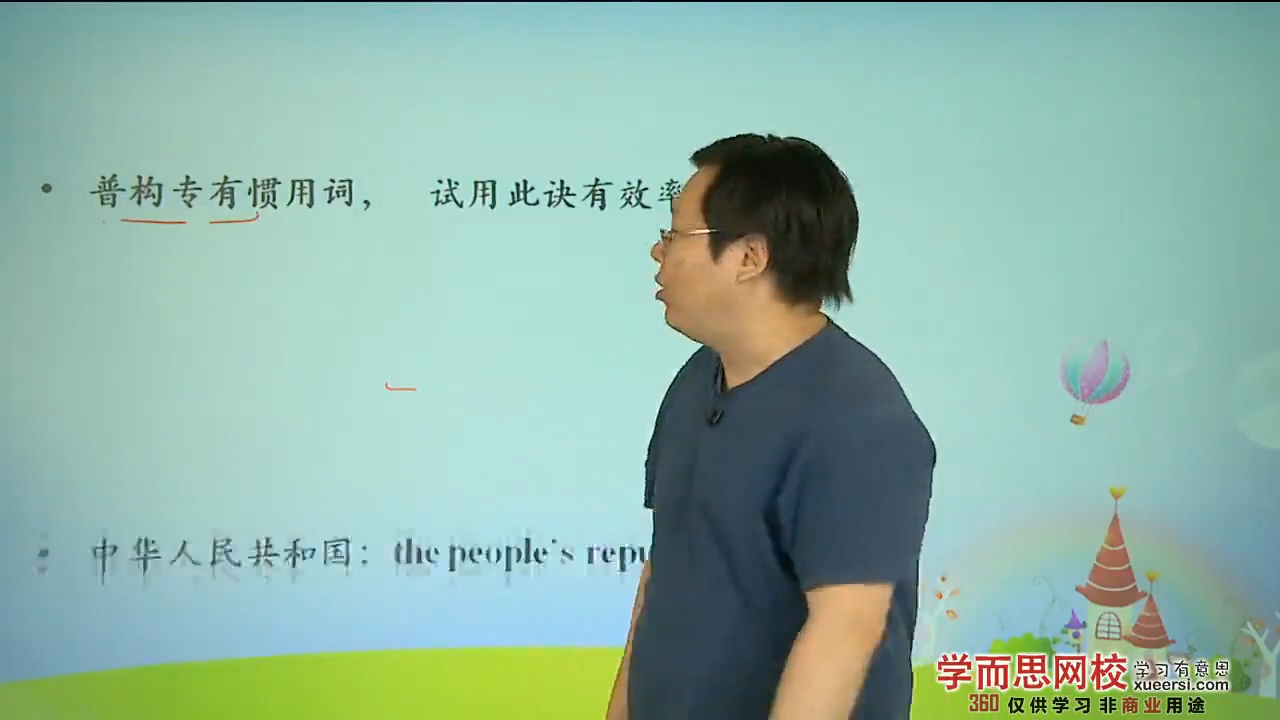 • 普构专有惯用词， 试用此诀有效率
• 中华人民共和国：the people's repu
学而思网校 学习有意思
xueersi.com
360 仅供学习 非商业用途